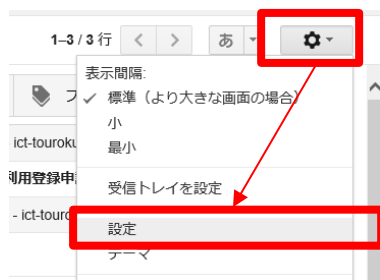 1–3 / 3 行
あ
表示間隔:
✓ 標準（より大きな画面の場合）
小
最小
ict-touroku
受信トレイを設定
利用登録申
- ict-touro
設定
テーマ